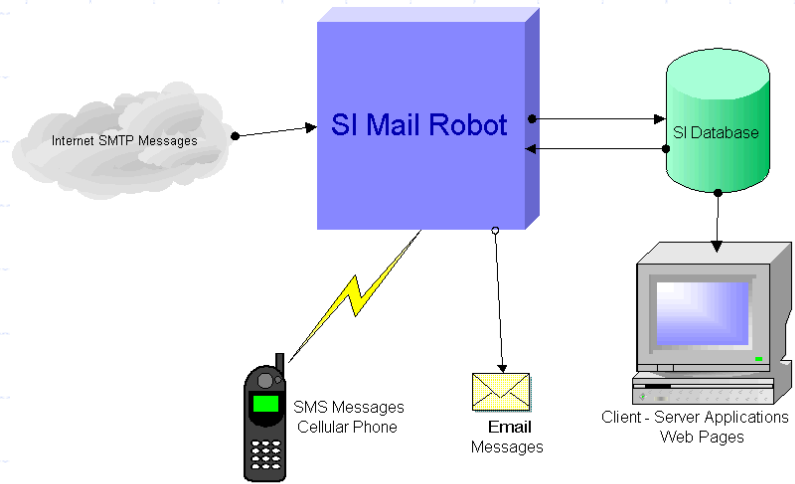 SI Mail Robot
Internet SMTP Messages
SI Database
SMS Messages
Cellular Phone
Email
Messages
Client - Server Applications
Web Pages